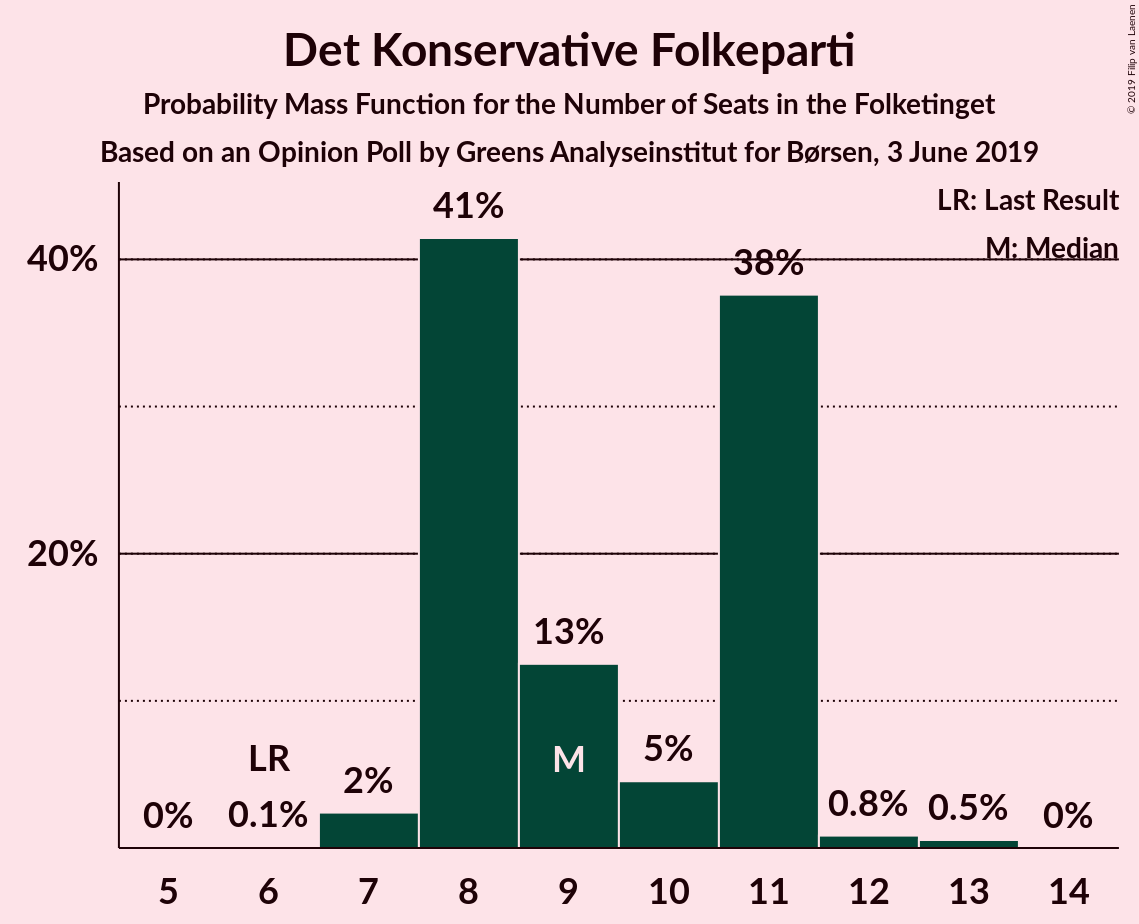 Det Konservative Folkeparti
Probability Mass Function for the Number of Seats in the Folketinget
Based on an Opinion Poll by Greens Analyseinstitut for Børsen, 3 June 2019
© 2019 Filip van Laenen
LR: Last Result
M: Median
40%
20%
0%
LR
0.1%
2%
41%
13%
M
5%
38%
0.8%
0.5%
0%
5 6 7 8 9 10 11 12 13 14